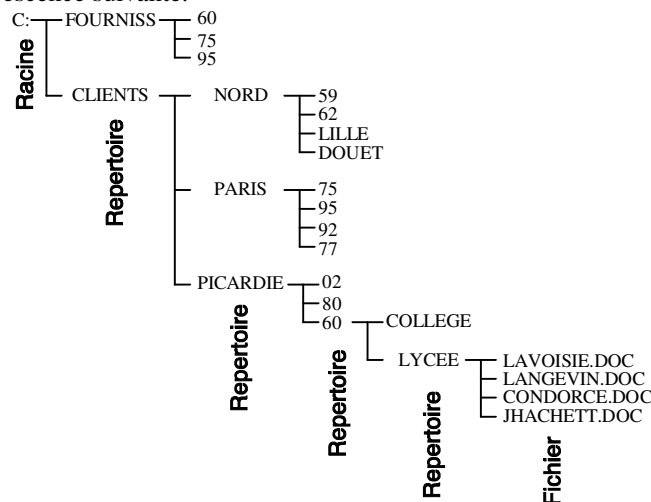 C: FOURNISS 60
75
95
Racine
CLIENTS NORD 59
62
LILLE
DOUET
Repertoire
PARIS 75
95
92
77
PICARDIE 02
80
60 COLLEGE
Repertoire
LYCEE LAVOISIE.DOC
LANGEVIN.DOC
CONDORCE.DOC
JHACHETT.DOC
Repertoire
Repertoire
Fichier